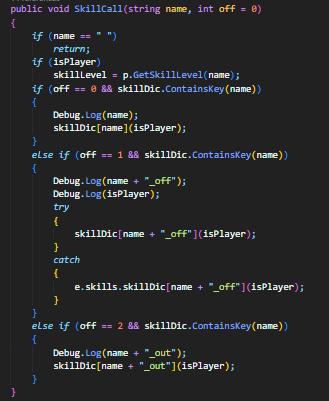 public void SkillCall(string name, int off = 0)
{
    if (name == " ")
        return;
    if (isPlayer)
        skillLevel = p.GetSkillLevel(name);
    if (off == 0 && skillDic.ContainsKey(name))
    {
        Debug.Log(name);
        skillDic[name](isPlayer);
    }
    else if (off == 1 && skillDic.ContainsKey(name))
    {
        Debug.Log(name + "_off");
        Debug.Log(isPlayer);
        try
        {
            skillDic[name + "_off"](isPlayer);
        }
        catch
        {
            e.skills.skillDic[name + "_off"](isPlayer);
        }
    }
    else if (off == 2 && skillDic.ContainsKey(name))
    {
        Debug.Log(name + "_out");
        skillDic[name + "_out"](isPlayer);
    }
}